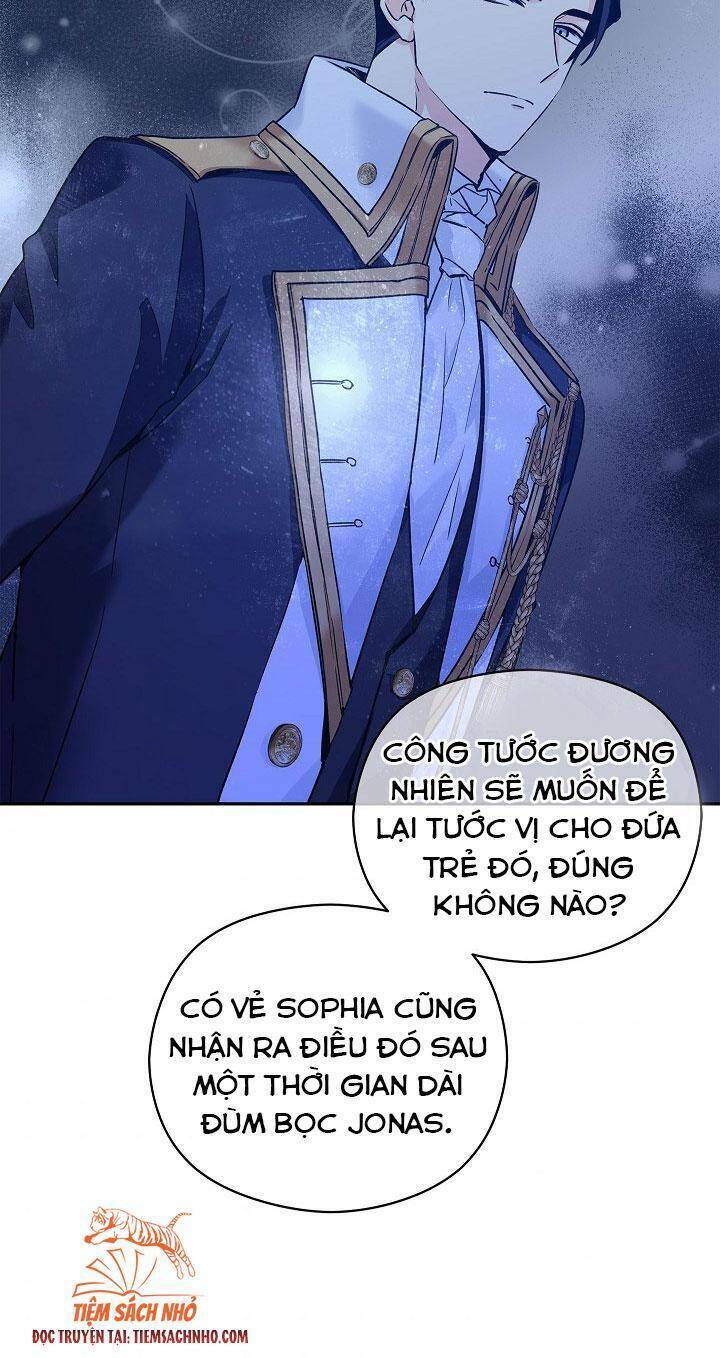 CÔNG TƯỚC ĐƯƠNG
NHIÊN SẼ MUỐN ĐỂ
LẠI TƯỚC VỊ CHO ĐỨA
TRẺ ĐÓ, ĐÚNG
KHÔNG NÀO?
CÓ VẺ SOPHIA CŨNG
NHẬN RA ĐIỀU ĐÓ SAU
MỘT THỜI GIAN DÀI
ĐÙM BỌC JONAS.
TIỆM SÁCH NHỎ
ĐỌC TRUYỆN TẠI: TIEMSACHNHO.COM